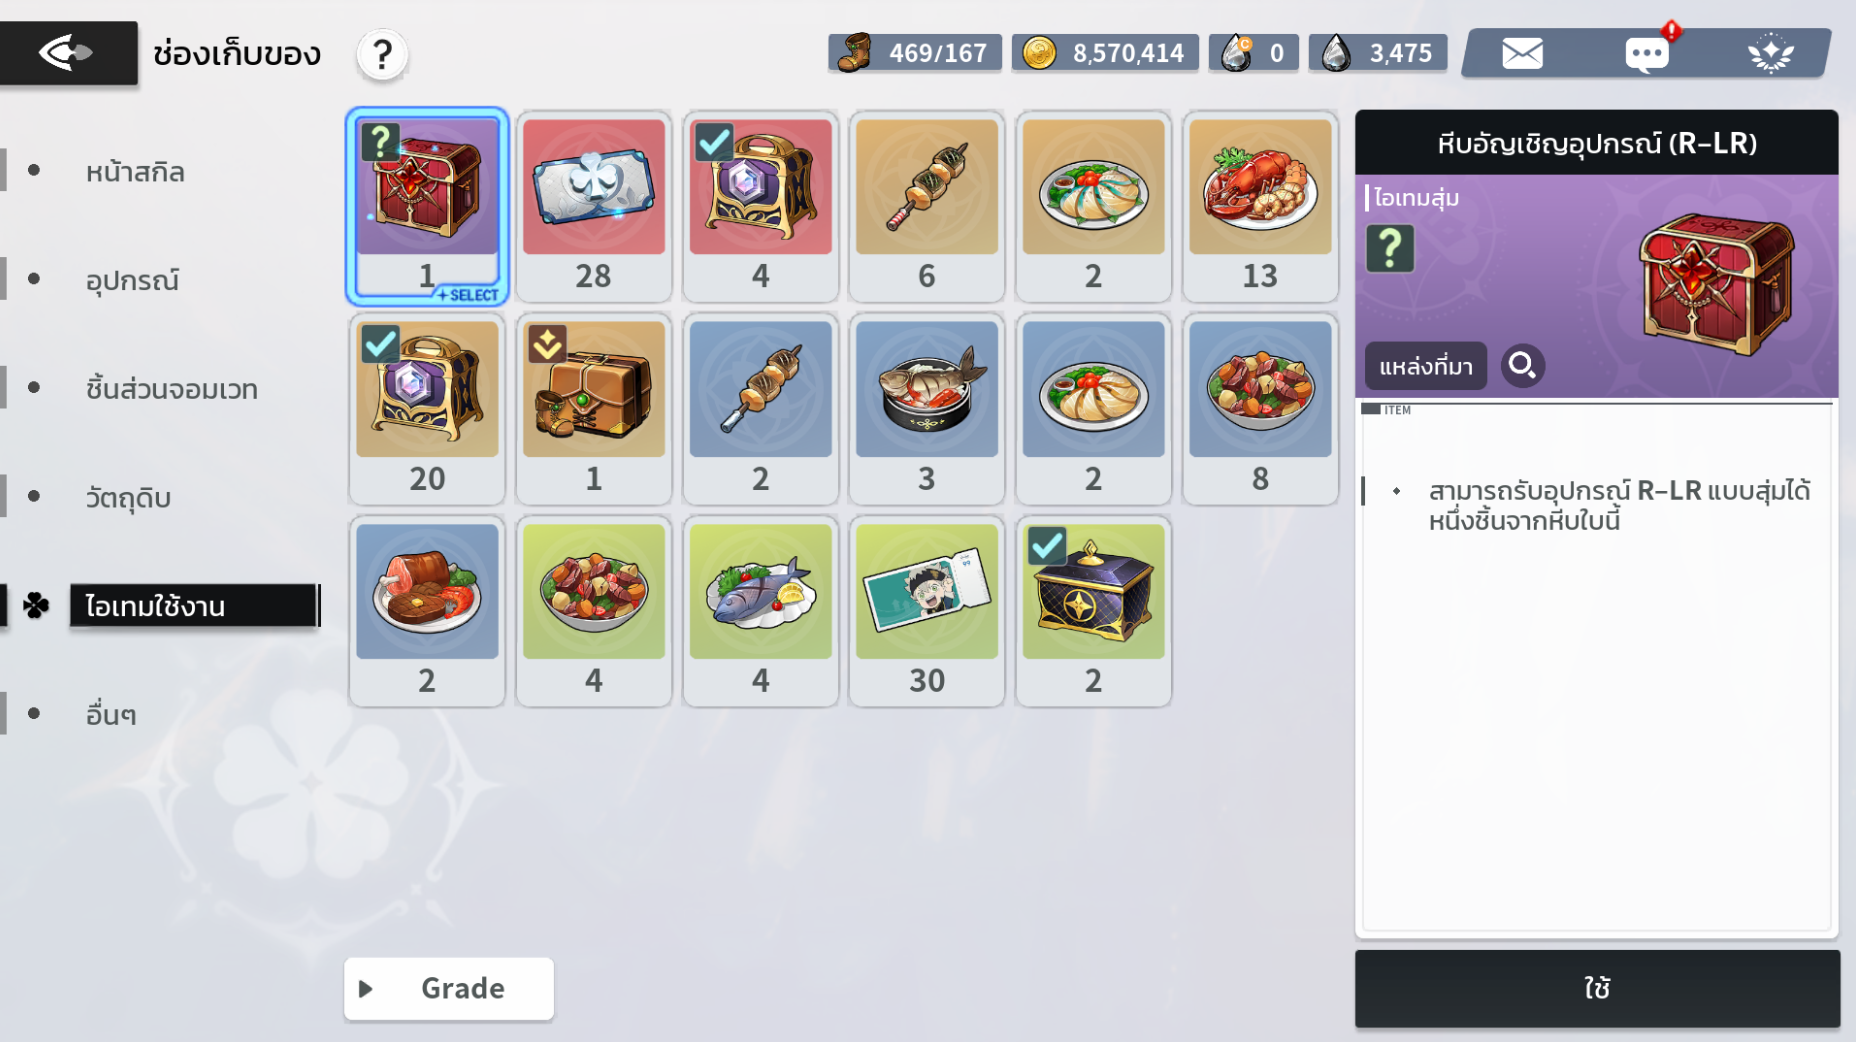 ช่องเก็บของ
?
469/167
8,570,414
C
0
3,475
หน้าสกิล
อุปกรณ์
ชิ้นส่วนจอมเวท
วัตถุดิบ
ไอเทมใช้งาน
อื่นๆ
?
1
SELECT
28
4
6
2
13
20
1
2
3
2
8
2
4
4
30
2
Grade
หีบอัญเชิญอุปกรณ์ (R-LR)
ไอเทมสุ่ม
?
แหล่งที่มา
ITEM
• สามารถรับอุปกรณ์ R-LR แบบสุ่มได้
หนึ่งชิ้นจากหีบใบนี้
ใช้